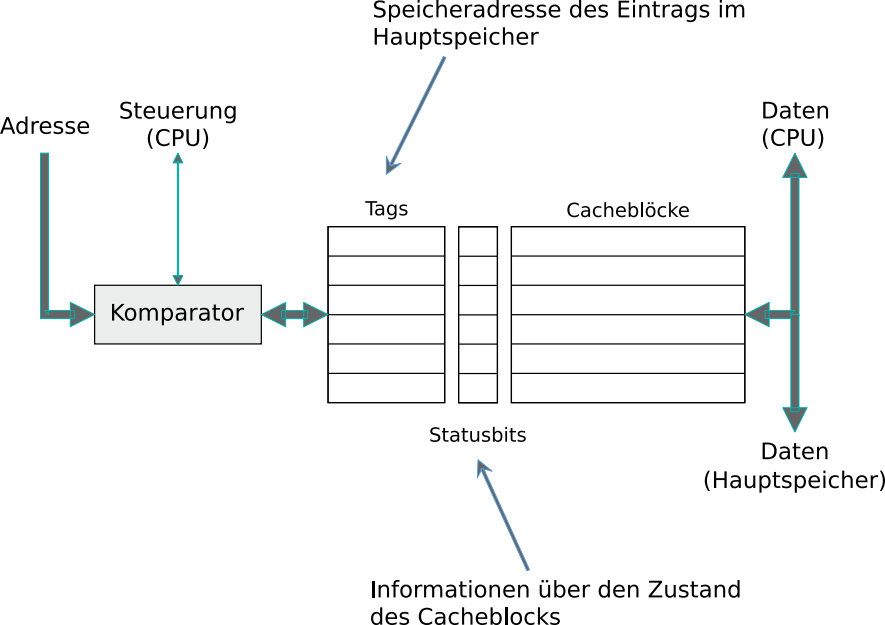 Speicheradresse des Eintrags im
Hauptspeicher
Adresse
Steuerung
(CPU)
Daten
(CPU)
Tags
Cacheblöcke
Komparator
Statusbits
Daten
(Hauptspeicher)
Informationen über den Zustand
des Cacheblocks